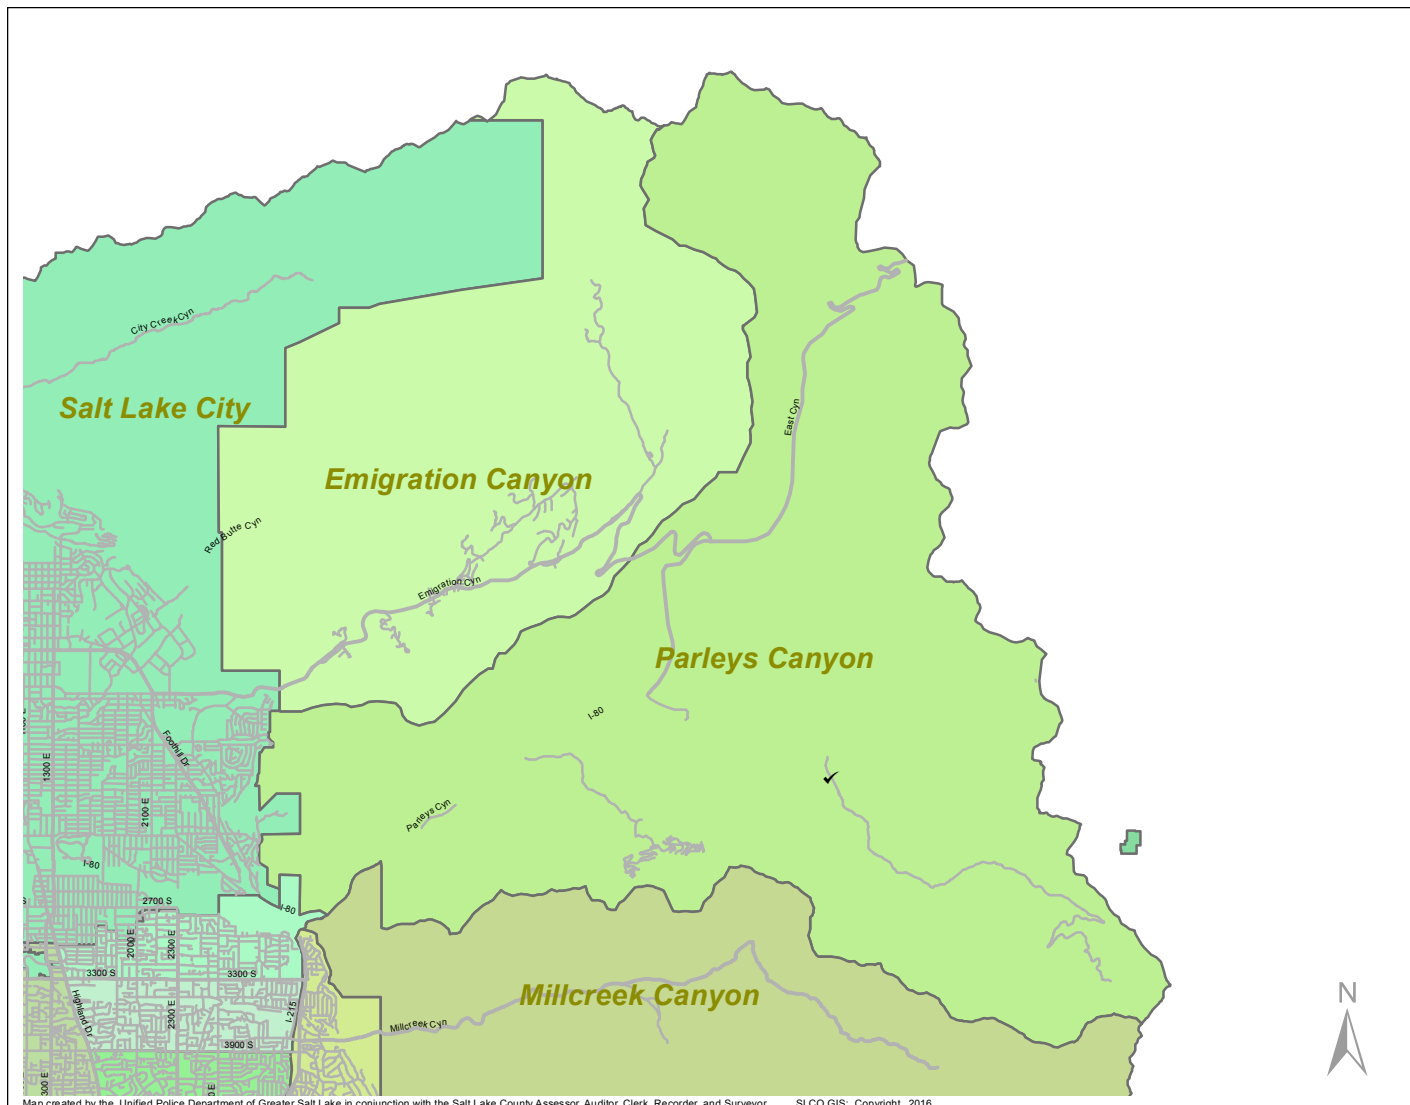 City Creek Cyn
Salt Lake City
East Cyn
Emigration Canyon
Red Butte Cyn
Emigration Cyn
Parleys Canyon
I-80
Foothill Dr
1300 E
2100 E
Parleys Cyn
I-80
2700 S
I-80
2000 E
2300 E
3300 S
3300 S
Millcreek Canyon
N
Highland Dr
2300 E
I-215
Millcreek Cyn
3900 S
Map created by the Unified Police Department of Greater Salt Lake in conjunction with the Salt Lake County Assessor, Auditor, Clerk, Recorder, and Surveyor. SLCO GIS: Copyright 2016